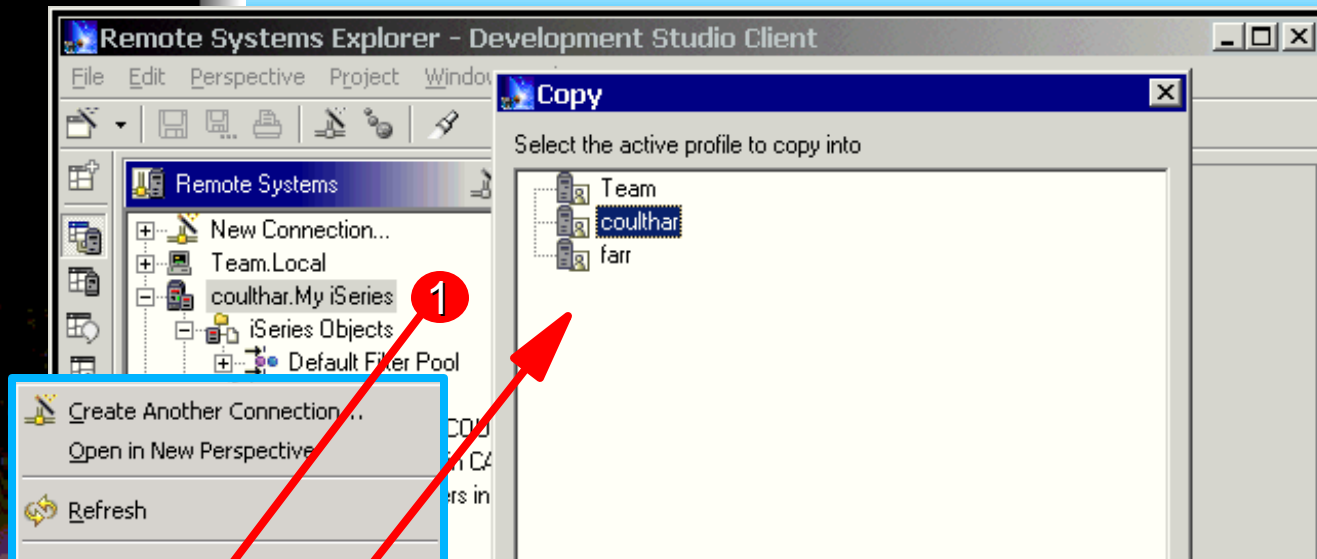 Remote Systems Explorer - Development Studio Client
File Edit Perspective Project
Copy
Select the active profile to copy into
Team
coulthar
farr
Remote Systems
New Connection...
Team.Local
coulthar.My iSeries
1
iSeries Objects
Default Filter Pool
Create Another Connection...
Open in New Perspective
Refresh